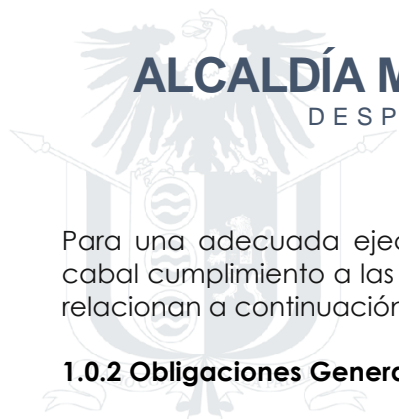 ALCALDÍA M
DESP
Para una adecuada ejec
cabal cumplimiento a las
relacionan a continuación
1.0.2 Obligaciones Genera